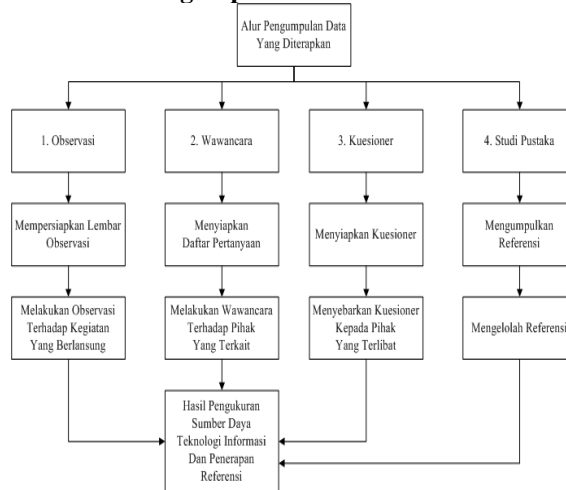 Alur Pengumpulan Data
Yang Diterapkan
1. Observasi
2. Wawancara
3. Kuesioner
4. Studi Pustaka
Mempersiapkan Lembar
Observasi
Menyiapkan
Daftar Pertanyaan
Menyiapkan Kuesioner
Mengumpulkan
Referensi
Melakukan Observasi
Terhadap Kegiatan
Yang Berlansung
Melakukan Wawancara
Terhadap Pihak
Yang Terkait
Menyebarkan Kuesioner
Kepada Pihak
Yang Terlibat
Mengelolah Referensi
Hasil Pengukuran
Sumber Daya
Teknologi Informasi
Dan Penerapan
Referensi